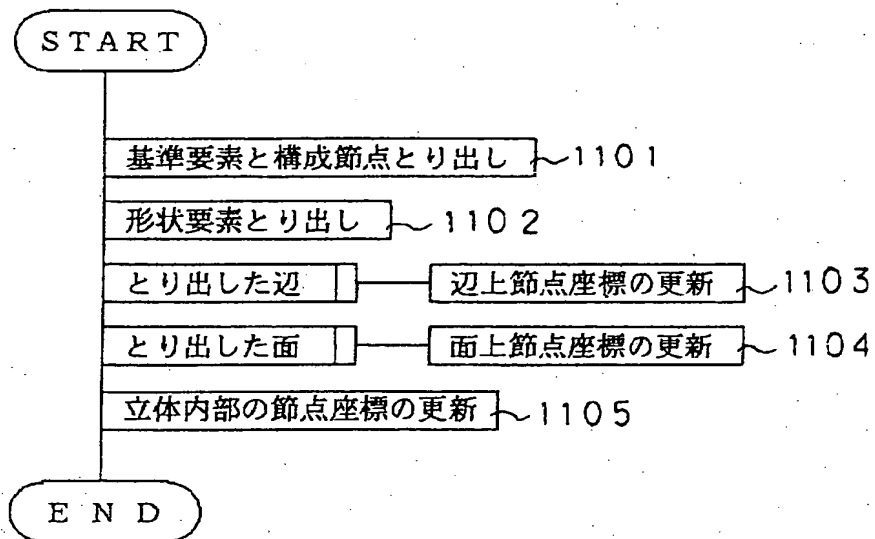 START
基準要素と構成節点とり出し 1101
形状要素とり出し 1102
とり出した辺 辺上節点座標の更新 1103
とり出した面 面上節点座標の更新 1104
立体内部の節点座標の更新 1105
END